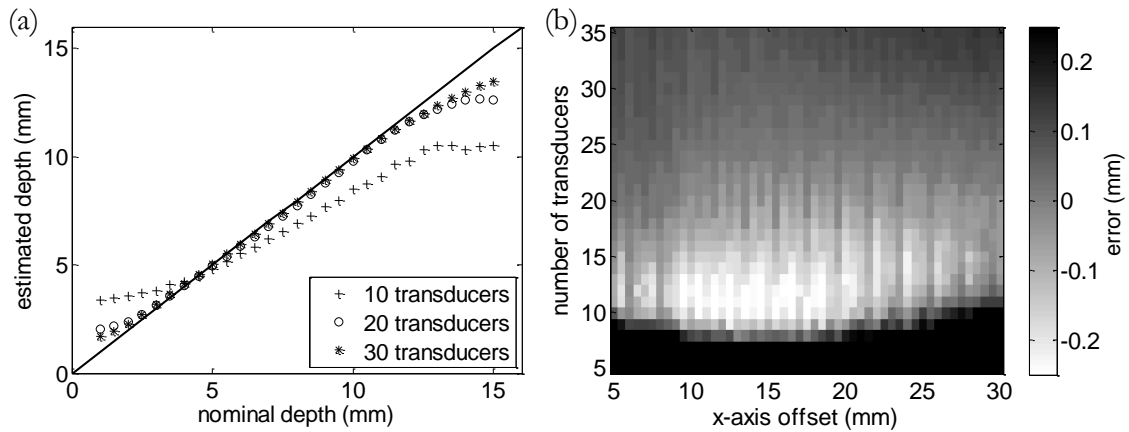 (a)
estimated depth (mm)
15
10
5
0
0 5 10 15
nominal depth (mm)
+ 10 transducers
○ 20 transducers
✳ 30 transducers
(b)
number of transducers
35
30
25
20
15
10
5
5 10 15 20 25 30
x-axis offset (mm)
0.2
0.1
0
-0.1
-0.2
error (mm)